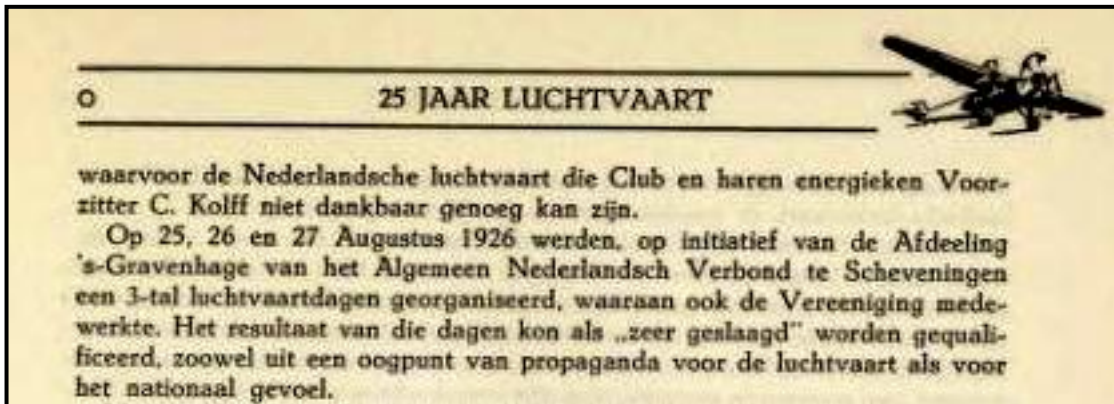 O 25 JAAR LUCHTVAART
waarvoor de Nederlandsche luchtvaart die Club en haren energieken Voor-
zitter C. Kolff niet dankbaar genoeg kan zijn.
Op 25, 26 en 27 Augustus 1926 werden, op initiatief van de Afdeeling
's-Gravenhage van het Algemeen Nederlandsch Verbond te Scheveningen
een 3-tal luchtvaartdagen georganiseerd, waaraan ook de Vereeniging mede-
werkte. Het resultaat van die dagen kon als „zeer geslaagd" worden gequali-
ficeerd, zoowel uit een oogpunt van propaganda voor de luchtvaart als voor
het nationaal gevoel.